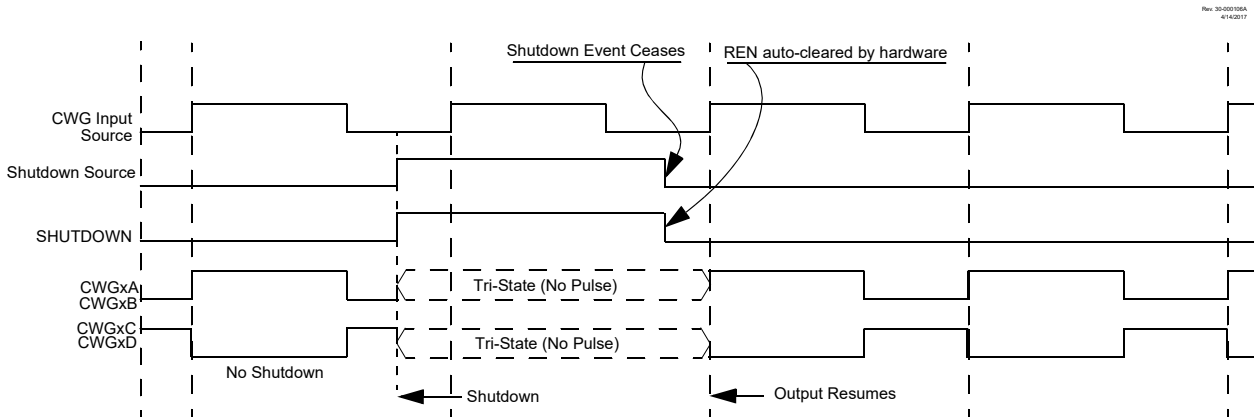 Rev. 30-000106A
4/14/2017
Shutdown Event Ceases
REN auto-cleared by hardware
CWG Input
Source
Shutdown Source
SHUTDOWN
CWGxA
CWGxB
Tri-State (No Pulse)
CWGxC
CWGxD
Tri-State (No Pulse)
No Shutdown
Shutdown
Output Resumes